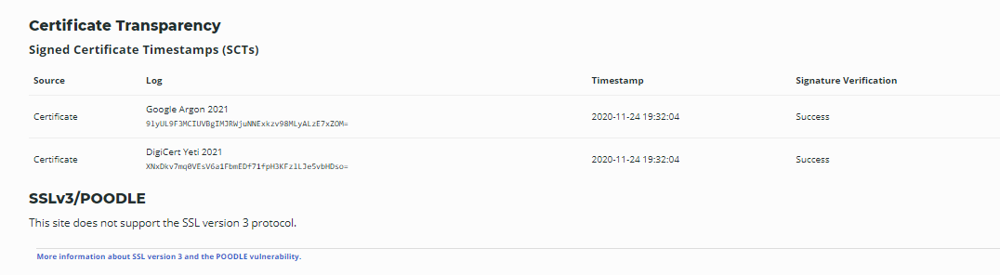 Certificate Transparency
Signed Certificate Timestamps (SCTs)
Source Log Timestamp Signature Verification
Certificate Google Argon 2021 2020-11-24 19:32:04 Success
9lyUL9F3MCIUVBgIMJRWjuNNExkzv98MLyALzE7xZOM=
Certificate DigiCert Yeti 2021 2020-11-24 19:32:04 Success
XNxDkv7mq0VEsV6a1FbmEDf71fpH3KFzlLJe5vbHDso=
SSLv3/POODLE
This site does not support the SSL version 3 protocol.
More information about SSL version 3 and the POODLE vulnerability.